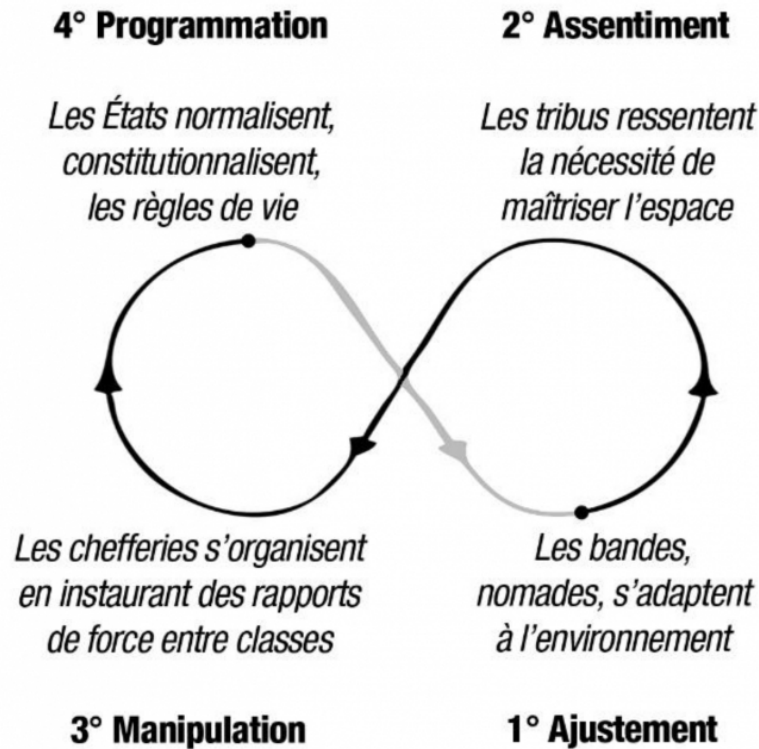 4° Programmation
2° Assentiment
Les États normalisent,
constitutionnalisent,
les règles de vie
Les tribus ressentent
la nécessité de
maîtriser l’espace
Les chefferies s’organisent
en instaurant des rapports
de force entre classes
Les bandes,
nomades, s’adaptent
à l’environnement
3° Manipulation
1° Ajustement